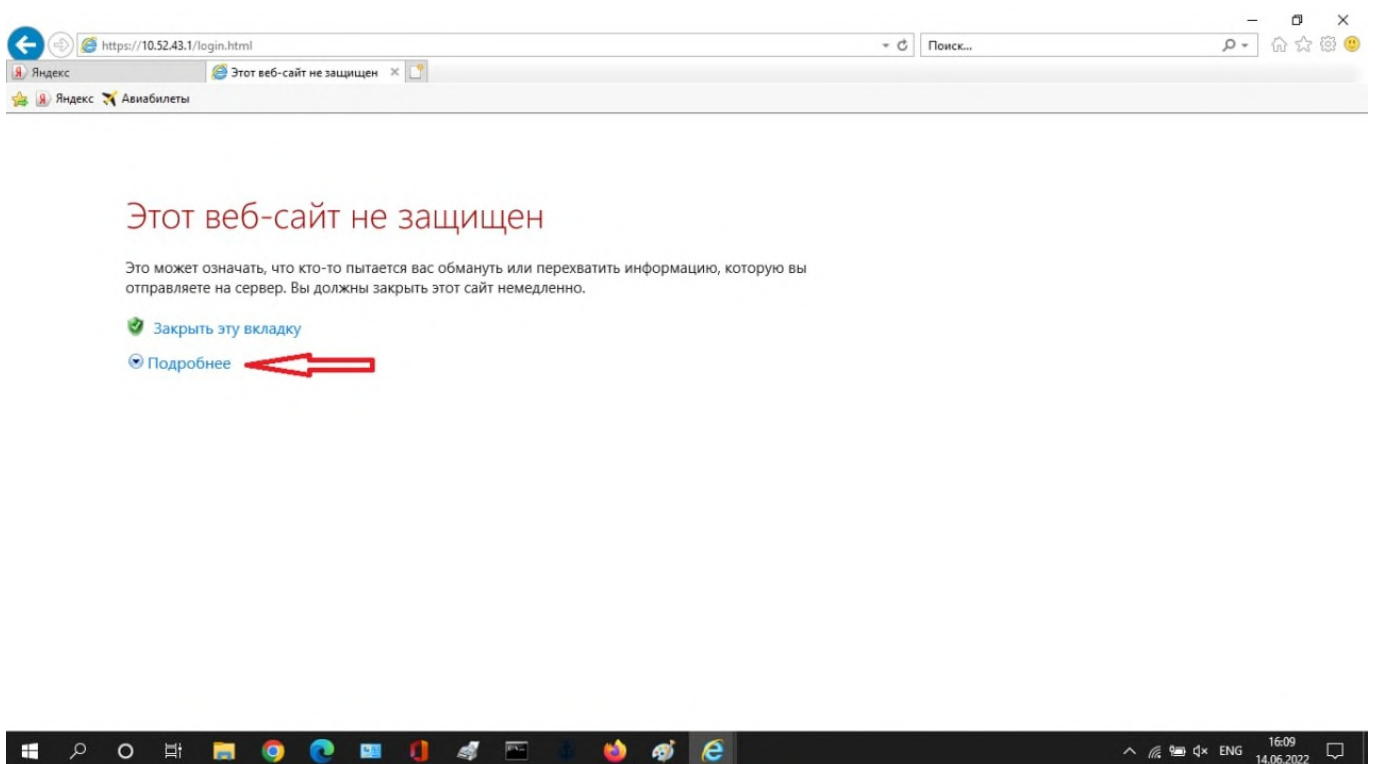 https://10.52.43.1/login.html
Поиск...
Яндекс
Этот веб-сайт не защищен
Яндекс
Авиабилеты
Этот веб-сайт не защищен
Это может означать, что кто-то пытается вас обмануть или перехватить информацию, которую вы
отправляете на сервер. Вы должны закрыть этот сайт немедленно.
Закрыть эту вкладку
Подробнее
ENG
16:09
14.06.2022